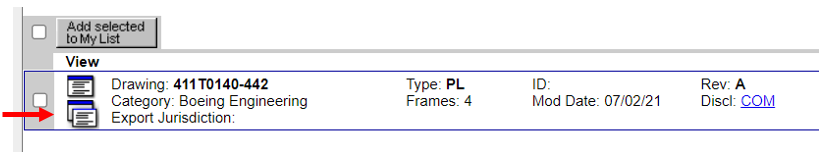 Add selected
to My List
View
Drawing: 411T0140-442 Type: PL ID: Rev: A
Category: Boeing Engineering Frames: 4 Mod Date: 07/02/21 Discl: COM
Export Jurisdiction: